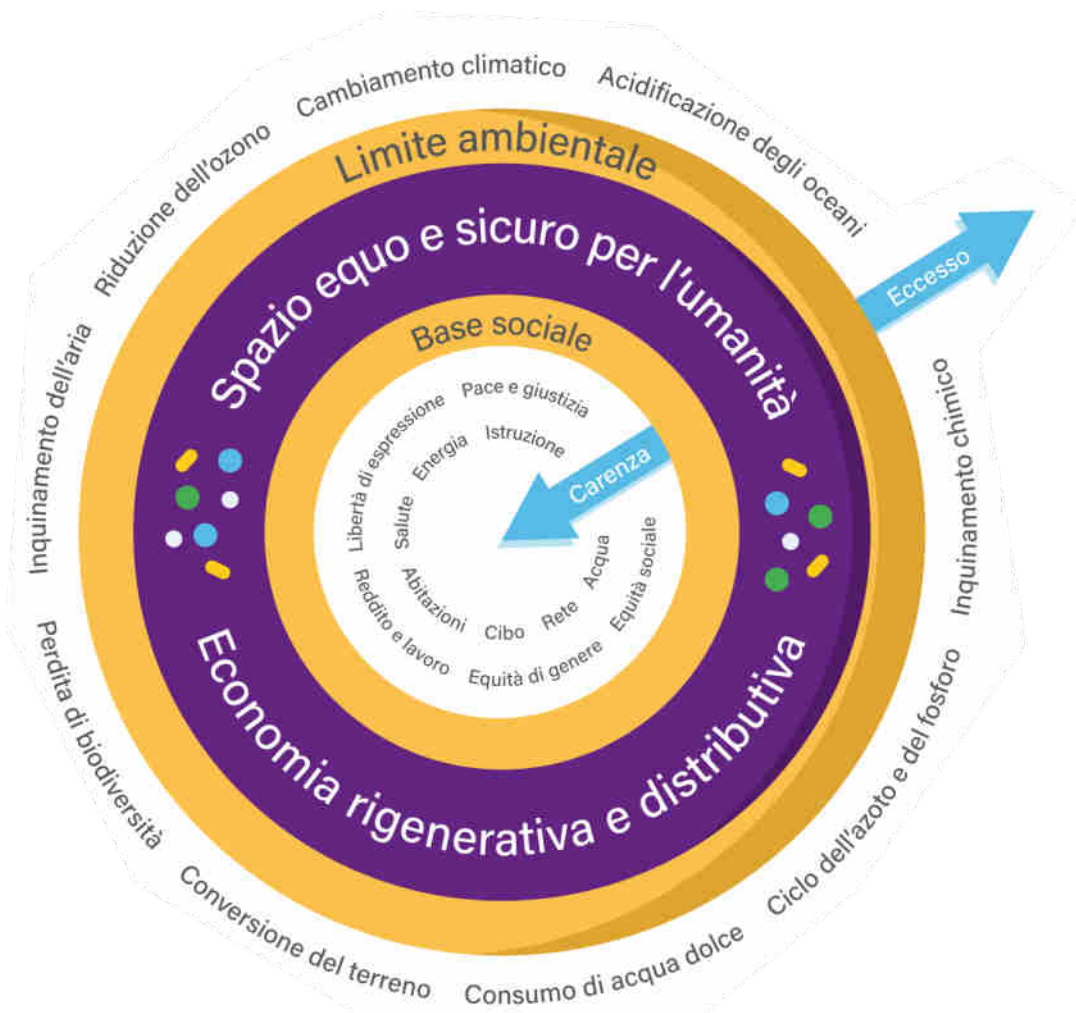 Cambiamento climatico
Acidificazione degli oceani
Riduzione dell'ozono
Limite ambientale
Eccesso
Spazio equo e sicuro per l'umanità
Base sociale
Inquinamento dell'aria
Inquinamento chimico
Pace e giustizia
Libertà di espressione
Istruzione
Energia
Carenza
Salute
Acqua
Equità sociale
Abitazioni
Reddito e lavoro
Cibo
Rete
Equità di genere
Economia rigenerativa e distributiva
Perdita di biodiversità
Ciclo dell'azoto e del fosforo
Conversione del terreno
Consumo di acqua dolce